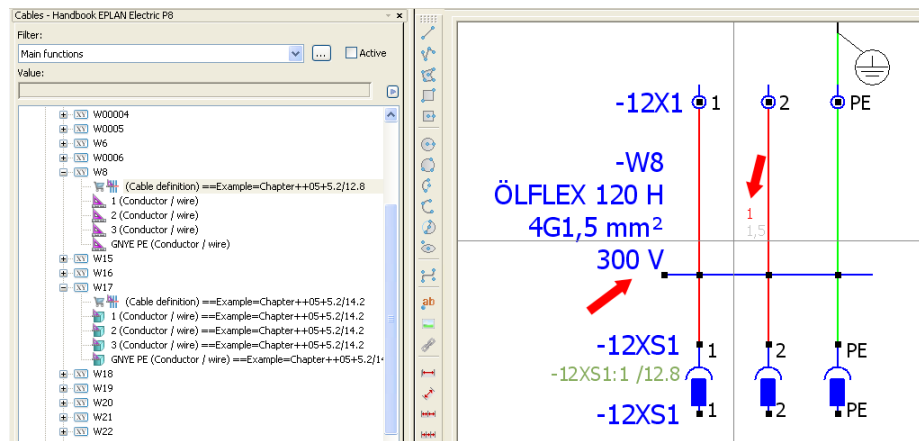 Cables - Handbook EPLAN Electric P8
Filter:
Main functions
...
Active
Value:
W00004
W0005
W6
W0006
W8
(Cable definition) ==Example=Chapter++05+5.2/12.8
1 (Conductor / wire)
2 (Conductor / wire)
3 (Conductor / wire)
GNYE PE (Conductor / wire)
W15
W16
W17
(Cable definition) ==Example=Chapter++05+5.2/14.2
1 (Conductor / wire) ==Example=Chapter++05+5.2/14.2
2 (Conductor / wire) ==Example=Chapter++05+5.2/14.2
3 (Conductor / wire) ==Example=Chapter++05+5.2/14.2
GNYE PE (Conductor / wire) ==Example=Chapter++05+5.2/14
W18
W19
W20
W21
W22
ab
-12X1 1 2 PE
-W8
ÖLFLEX 120 H
4G1,5 mm²
300 V
1
1,5
-12XS1 1 2 PE
-12XS1:1 /12.8
-12XS1 1 2 PE